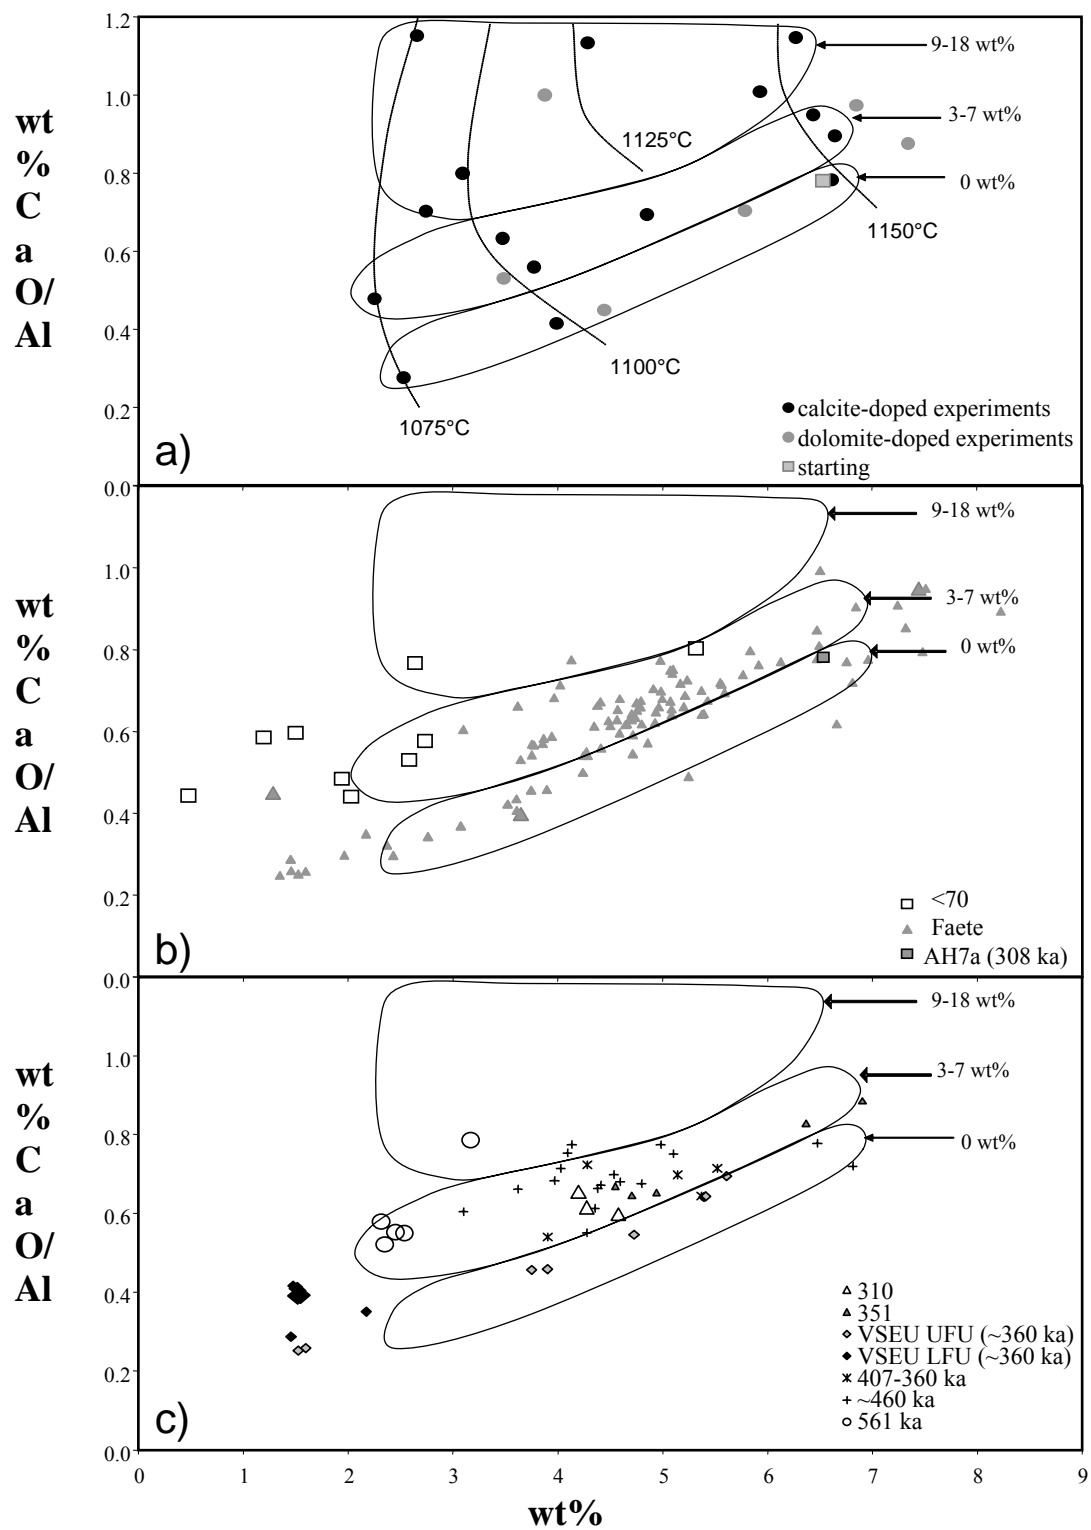 1.2
9-18 wt%
1.0
3-7 wt%
1125°C
0.8
0 wt%
1150°C
0.6
0.4
1100°C
0.2
1075°C
calcite-doped experiments
dolomite-doped experiments
starting
a)
wt
%
C
a
O/
Al
0.0
9-18 wt%
1.0
3-7 wt%
0.8
0 wt%
0.6
0.4
0.2
<70
Faete
AH7a (308 ka)
b)
wt
%
C
a
O/
Al
0.0
9-18 wt%
1.0
3-7 wt%
0.8
0 wt%
0.6
0.4
0.2
310
351
VSEU UFU (~360 ka)
VSEU LFU (~360 ka)
407-360 ka
~460 ka
561 ka
c)
wt
%
C
a
O/
Al
0.0
0 1 2 3 4 5 6 7 8 9
wt%